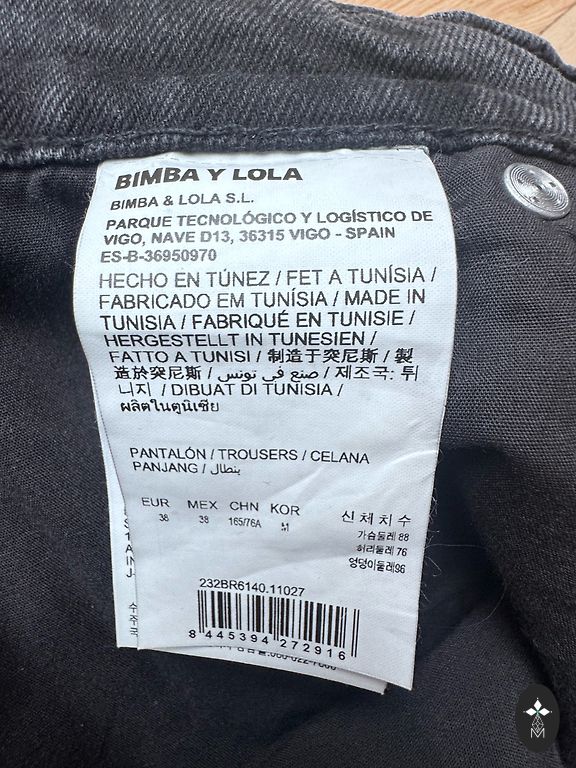 BIMBA Y LOLA
BIMBA & LOLA S.L.
PARQUE TECNOLÓGICO Y LOGÍSTICO DE
VIGO, NAVE D13, 36315 VIGO - SPAIN
ES-B-36950970
HECHO EN TÚNEZ / FET A TUNÍSIA /
FABRICADO EM TUNÍSIA / MADE IN
TUNISIA / FABRIQUÉ EN TUNISIE /
HERGESTELLT IN TUNESIEN /
FATTO A TUNISI / 制造于突尼斯 / 製
造於突尼斯 / صنع في تونس / 제조국: 튀
니지 / DIBUAT DI TUNISIA /
ผลิตในตูนิเซีย
PANTALÓN / TROUSERS / CELANA
PANJANG / بنطال
EUR MEX CHN KOR
38 38 165/76A M
신체치수
가슴둘레 88
허리둘레 76
엉덩이둘레96
232BR6140.11027
8 445394 272916